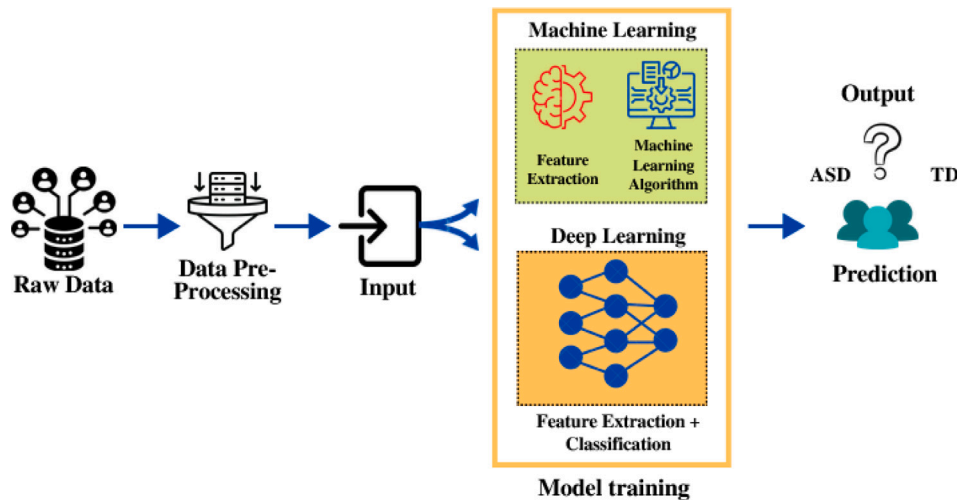 Raw Data
Data Pre-
Processing
Input
Machine Learning
Feature
Extraction
Machine
Learning
Algorithm
Deep Learning
Feature Extraction +
Classification
Model training
Output
ASD
TD
Prediction